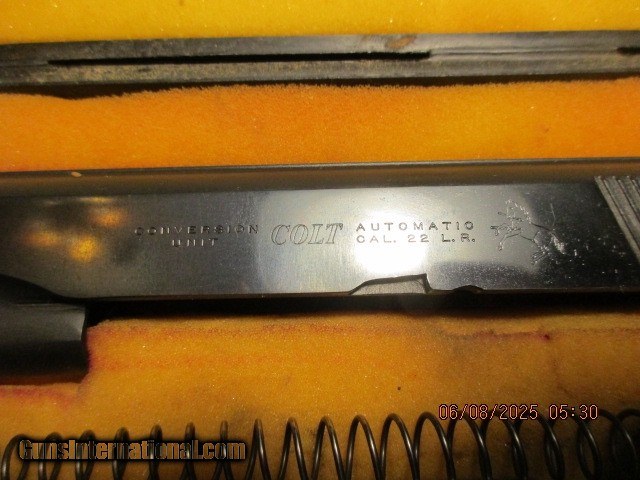 CONVERSION
UNIT
COLT
AUTOMATIC
CAL. 22 L.R.
06/08/2025 05:30
GunsInternational.com